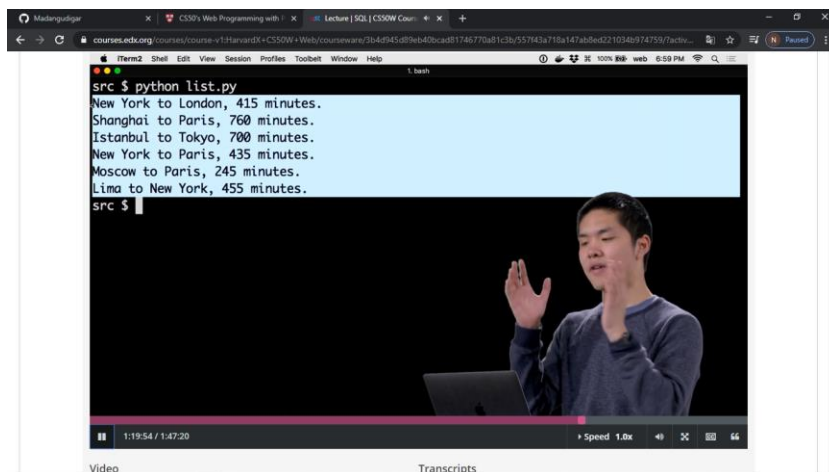 Madangudigar
CS50's Web Programming with P
Lecture | SQL | CS50W Cours
courses.edx.org/courses/course-v1:HarvardX+CS50W+Web/courseware/3b4d945d89eb40bcad81746770a81c3b/557f43a718a147ab8ed221034b974759/?activ...
N Paused
iTerm2 Shell Edit View Session Profiles Toolbelt Window Help 100% web 6:59 PM
1. bash
src $ python list.py
New York to London, 415 minutes.
Shanghai to Paris, 760 minutes.
Istanbul to Tokyo, 700 minutes.
New York to Paris, 435 minutes.
Moscow to Paris, 245 minutes.
Lima to New York, 455 minutes.
src $
1:19:54 / 1:47:20
Speed 1.0x
Video Transcripts